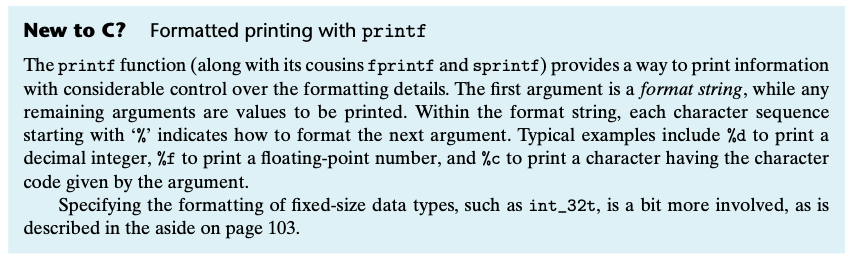 New to C? Formatted printing with printf
The printf function (along with its cousins fprintf and sprintf) provides a way to print information
with considerable control over the formatting details. The first argument is a format string, while any
remaining arguments are values to be printed. Within the format string, each character sequence
starting with ‘%’ indicates how to format the next argument. Typical examples include %d to print a
decimal integer, %f to print a floating-point number, and %c to print a character having the character
code given by the argument.
Specifying the formatting of fixed-size data types, such as int_32t, is a bit more involved, as is
described in the aside on page 103.